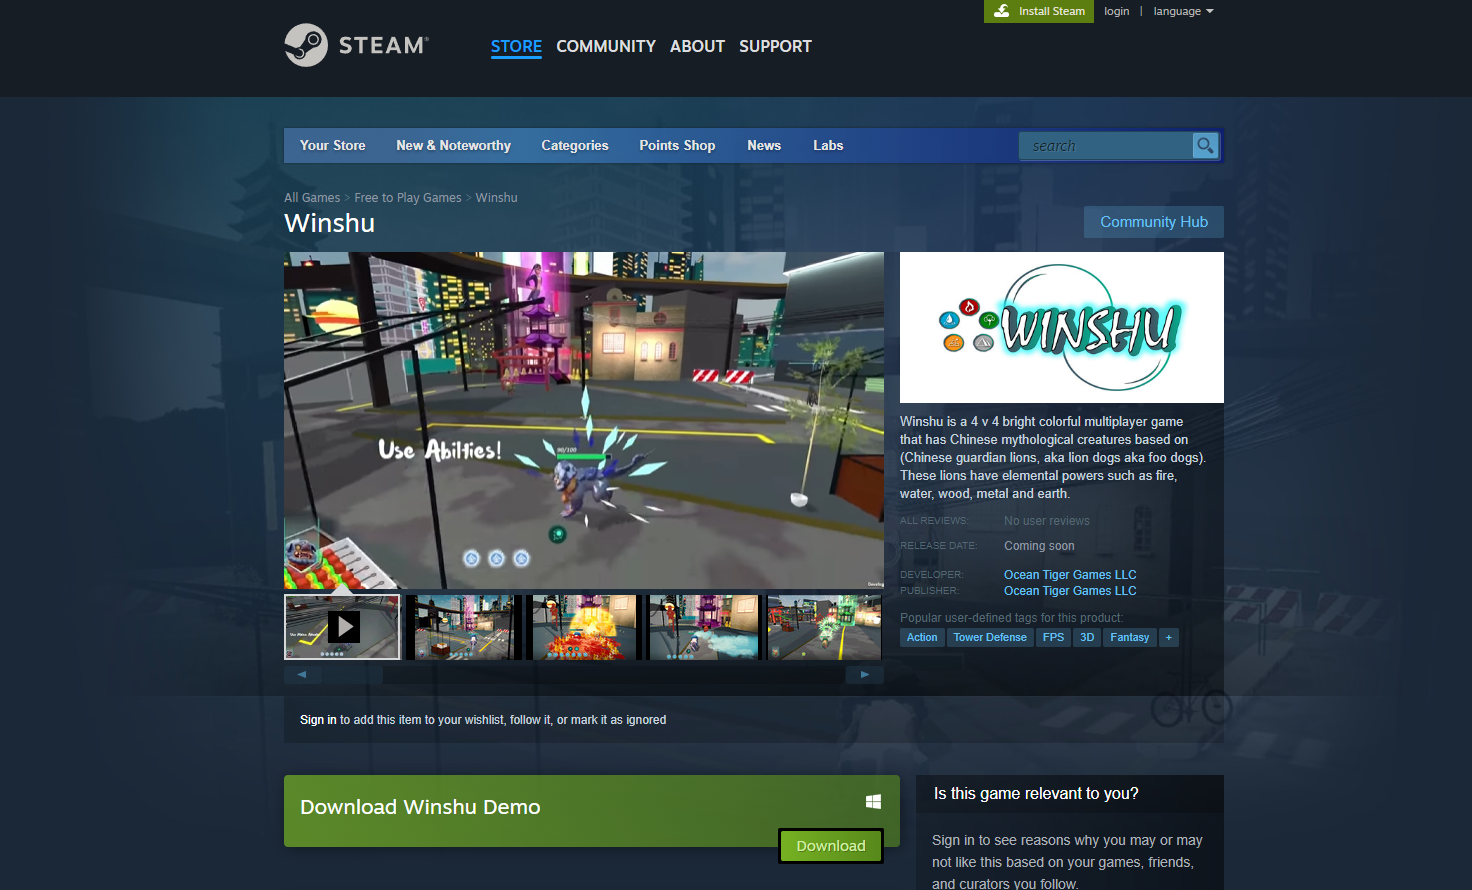 Install Steam
login | language
STEAM®
STORE COMMUNITY ABOUT SUPPORT
Your Store New & Noteworthy Categories Points Shop News Labs search
All Games > Free to Play Games > Winshu
Winshu
Community Hub
Use Abilties!
90/100
WINSHU
Winshu is a 4 v 4 bright colorful multiplayer game
that has Chinese mythological creatures based on
(Chinese guardian lions, aka lion dogs aka foo dogs).
These lions have elemental powers such as fire,
water, wood, metal and earth.
ALL REVIEWS: No user reviews
RELEASE DATE: Coming soon
DEVELOPER: Ocean Tiger Games LLC
PUBLISHER: Ocean Tiger Games LLC
Popular user-defined tags for this product:
Action Tower Defense FPS 3D Fantasy +
Sign in to add this item to your wishlist, follow it, or mark it as ignored
Download Winshu Demo
Download
Is this game relevant to you?
Sign in to see reasons why you may or may
not like this based on your games, friends,
and curators you follow.